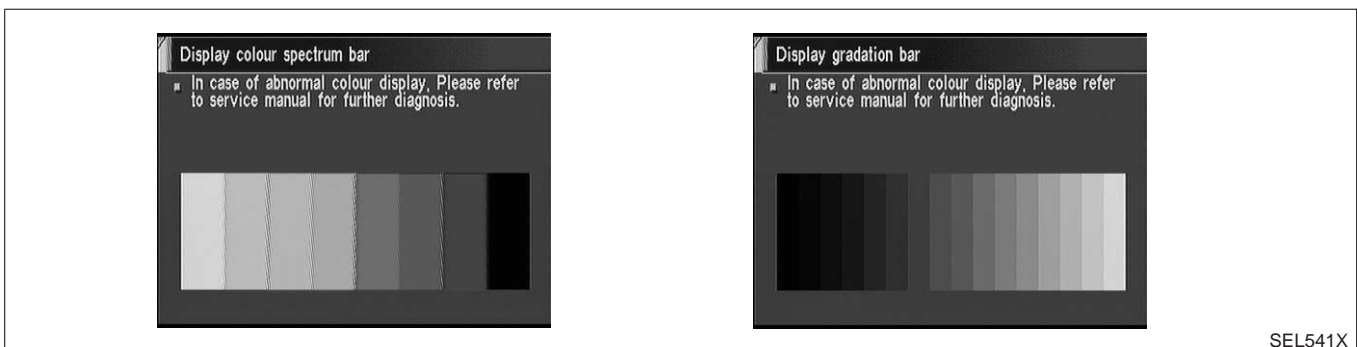 Display colour spectrum bar
In case of abnormal colour display, Please refer
to service manual for further diagnosis.
Display gradation bar
In case of abnormal colour display, Please refer
to service manual for further diagnosis.
SEL541X